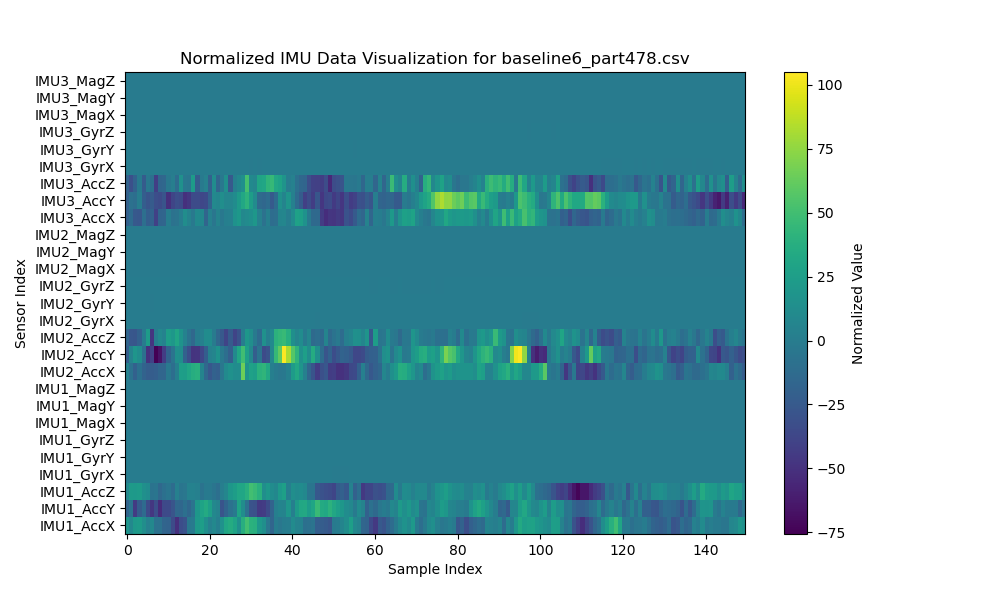 Normalized IMU Data Visualization for baseline6_part478.csv
IMU3_MagZ
IMU3_MagY
IMU3_MagX
IMU3_GyrZ
IMU3_GyrY
IMU3_GyrX
IMU3_AccZ
IMU3_AccY
IMU3_AccX
IMU2_MagZ
IMU2_MagY
IMU2_MagX
IMU2_GyrZ
IMU2_GyrY
IMU2_GyrX
IMU2_AccZ
IMU2_AccY
IMU2_AccX
IMU1_MagZ
IMU1_MagY
IMU1_MagX
IMU1_GyrZ
IMU1_GyrY
IMU1_GyrX
IMU1_AccZ
IMU1_AccY
IMU1_AccX
Sensor Index
0 20 40 60 80 100 120 140
Sample Index
100
75
50
25
0
−25
−50
−75
Normalized Value